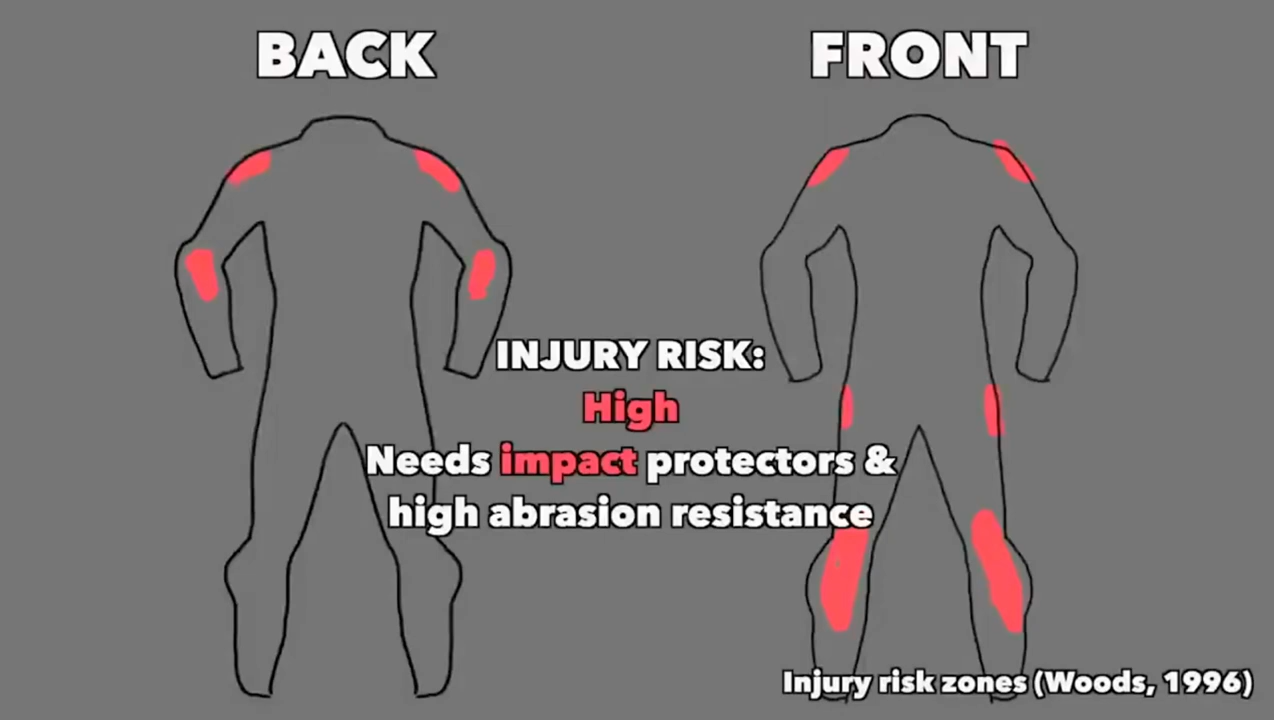 BACK
FRONT
INJURY RISK:
High
Needs impact protectors &
high abrasion resistance
Injury risk zones (Woods, 1996)